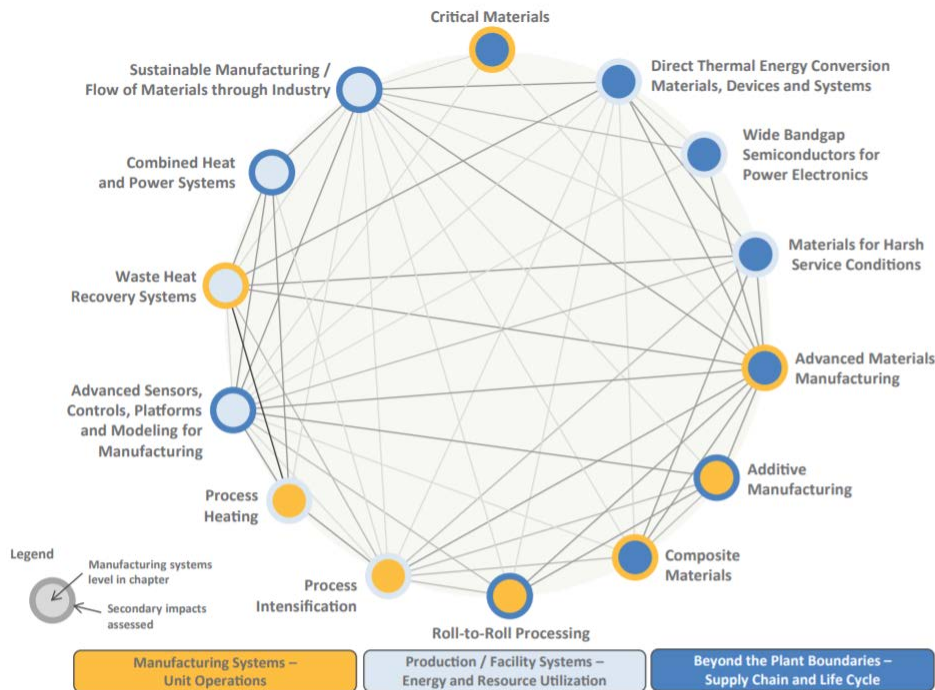 Critical Materials
Sustainable Manufacturing /
Flow of Materials through Industry
Direct Thermal Energy Conversion
Materials, Devices and Systems
Wide Bandgap
Semiconductors for
Power Electronics
Combined Heat
and Power Systems
Materials for Harsh
Service Conditions
Waste Heat
Recovery Systems
Advanced Materials
Manufacturing
Advanced Sensors,
Controls, Platforms
and Modeling for
Manufacturing
Additive
Manufacturing
Process
Heating
Composite
Materials
Process
Intensification
Roll-to-Roll Processing
Legend
Manufacturing systems
level in chapter
Secondary impacts
assessed
Manufacturing Systems –
Unit Operations
Production / Facility Systems –
Energy and Resource Utilization
Beyond the Plant Boundaries –
Supply Chain and Life Cycle